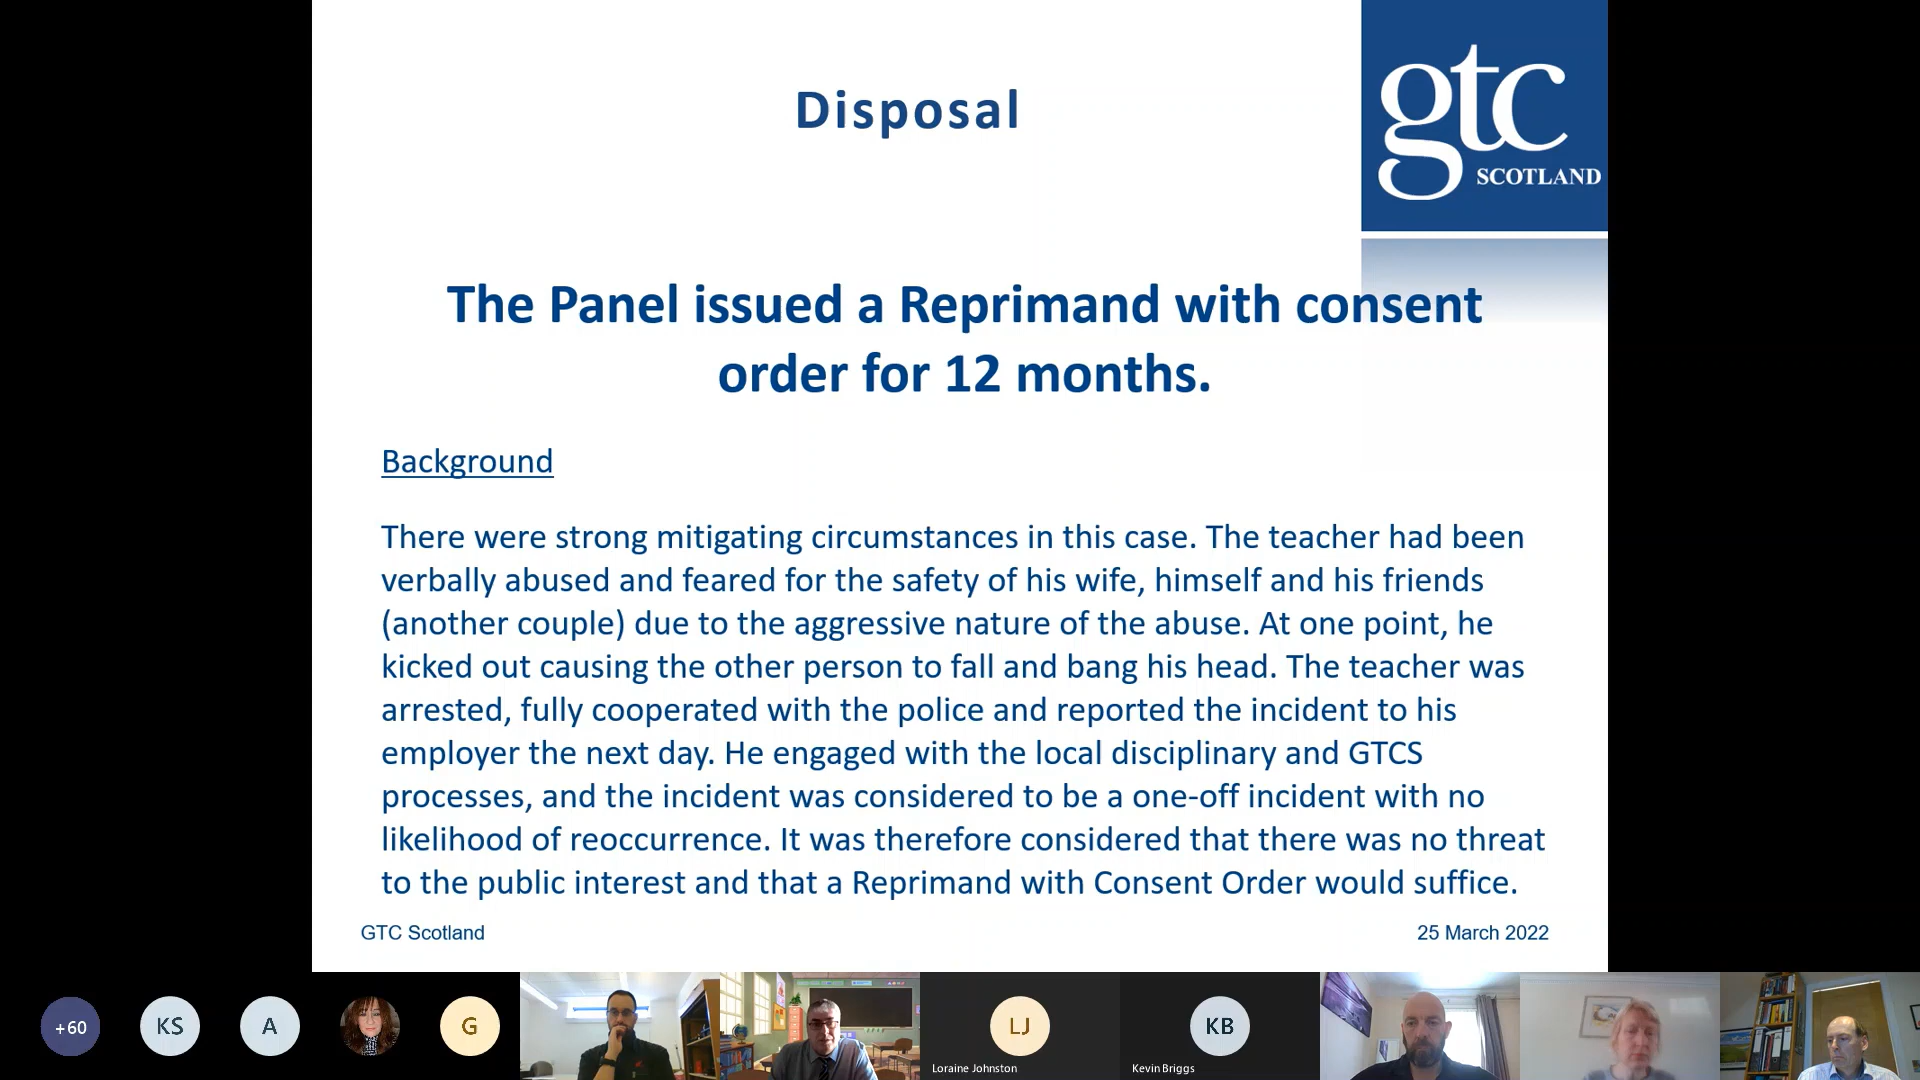 Disposal
gtc
SCOTLAND
The Panel issued a Reprimand with consent
order for 12 months.
Background
There were strong mitigating circumstances in this case. The teacher had been
verbally abused and feared for the safety of his wife, himself and his friends
(another couple) due to the aggressive nature of the abuse. At one point, he
kicked out causing the other person to fall and bang his head. The teacher was
arrested, fully cooperated with the police and reported the incident to his
employer the next day. He engaged with the local disciplinary and GTCS
processes, and the incident was considered to be a one-off incident with no
likelihood of reoccurrence. It was therefore considered that there was no threat
to the public interest and that a Reprimand with Consent Order would suffice.
GTC Scotland
25 March 2022
+60
KS
A
G
LJ
KB
Loraine Johnston
Kevin Briggs